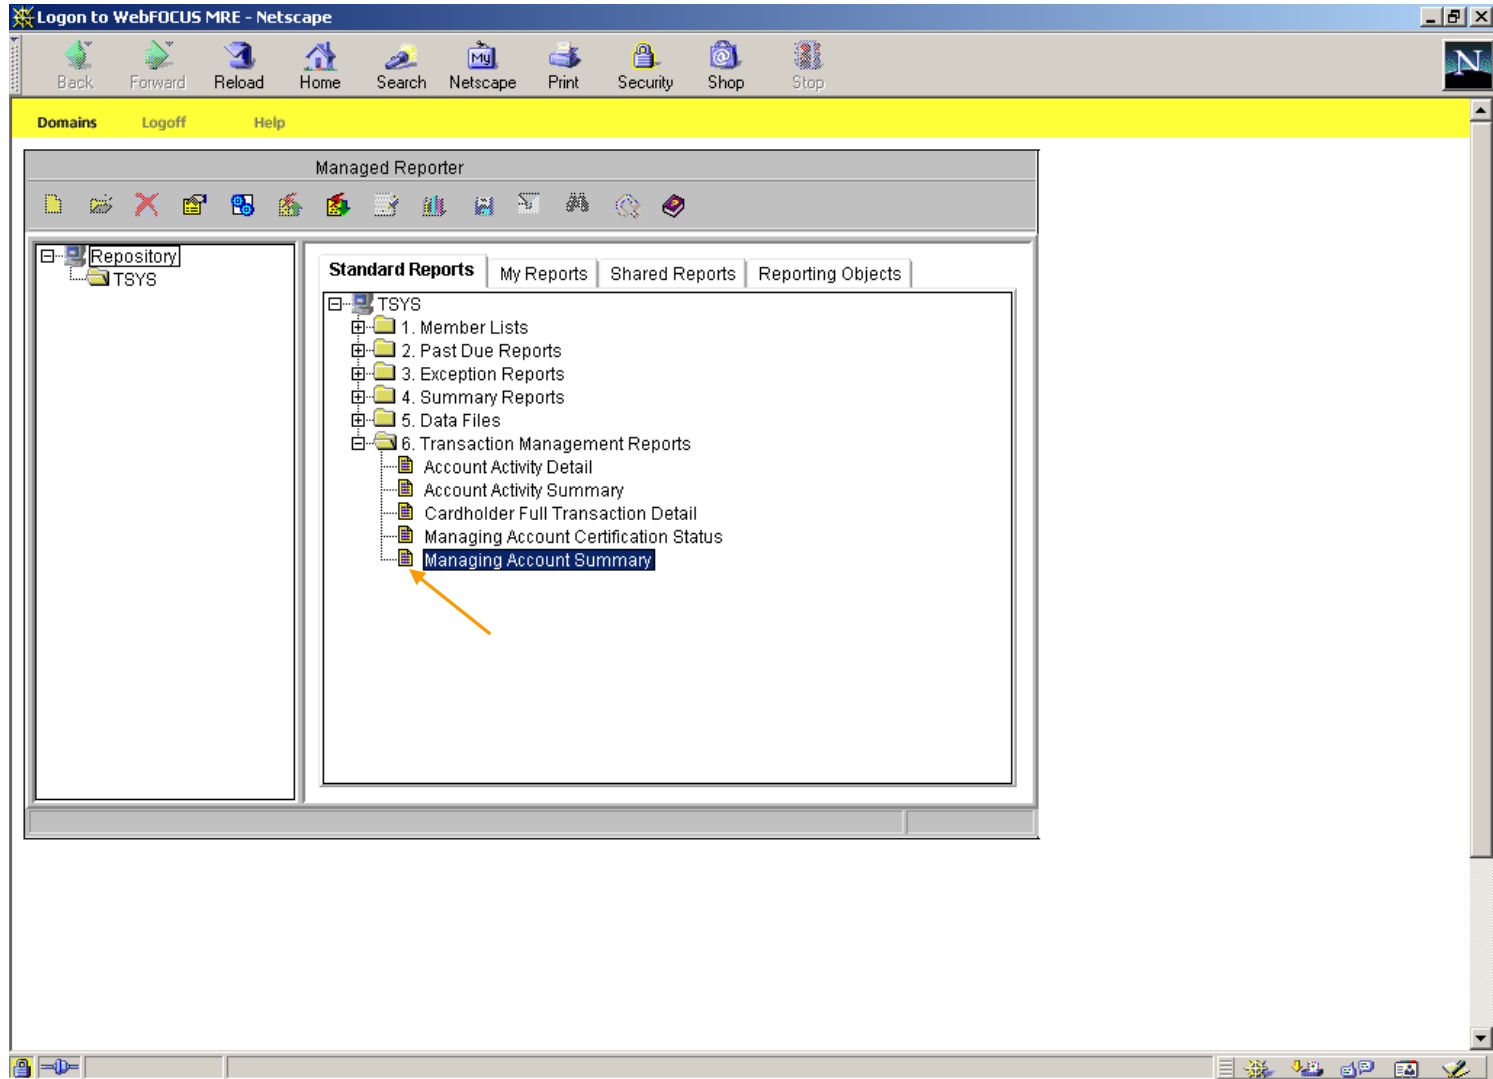 Logon to WebFOCUS MRE - Netscape
Back Forward Reload Home Search Netscape Print Security Shop Stop
My
N
Domains Logoff Help
Managed Reporter
Repository
TSYS
Standard Reports My Reports Shared Reports Reporting Objects
TSYS
1. Member Lists
2. Past Due Reports
3. Exception Reports
4. Summary Reports
5. Data Files
6. Transaction Management Reports
Account Activity Detail
Account Activity Summary
Cardholder Full Transaction Detail
Managing Account Certification Status
Managing Account Summary